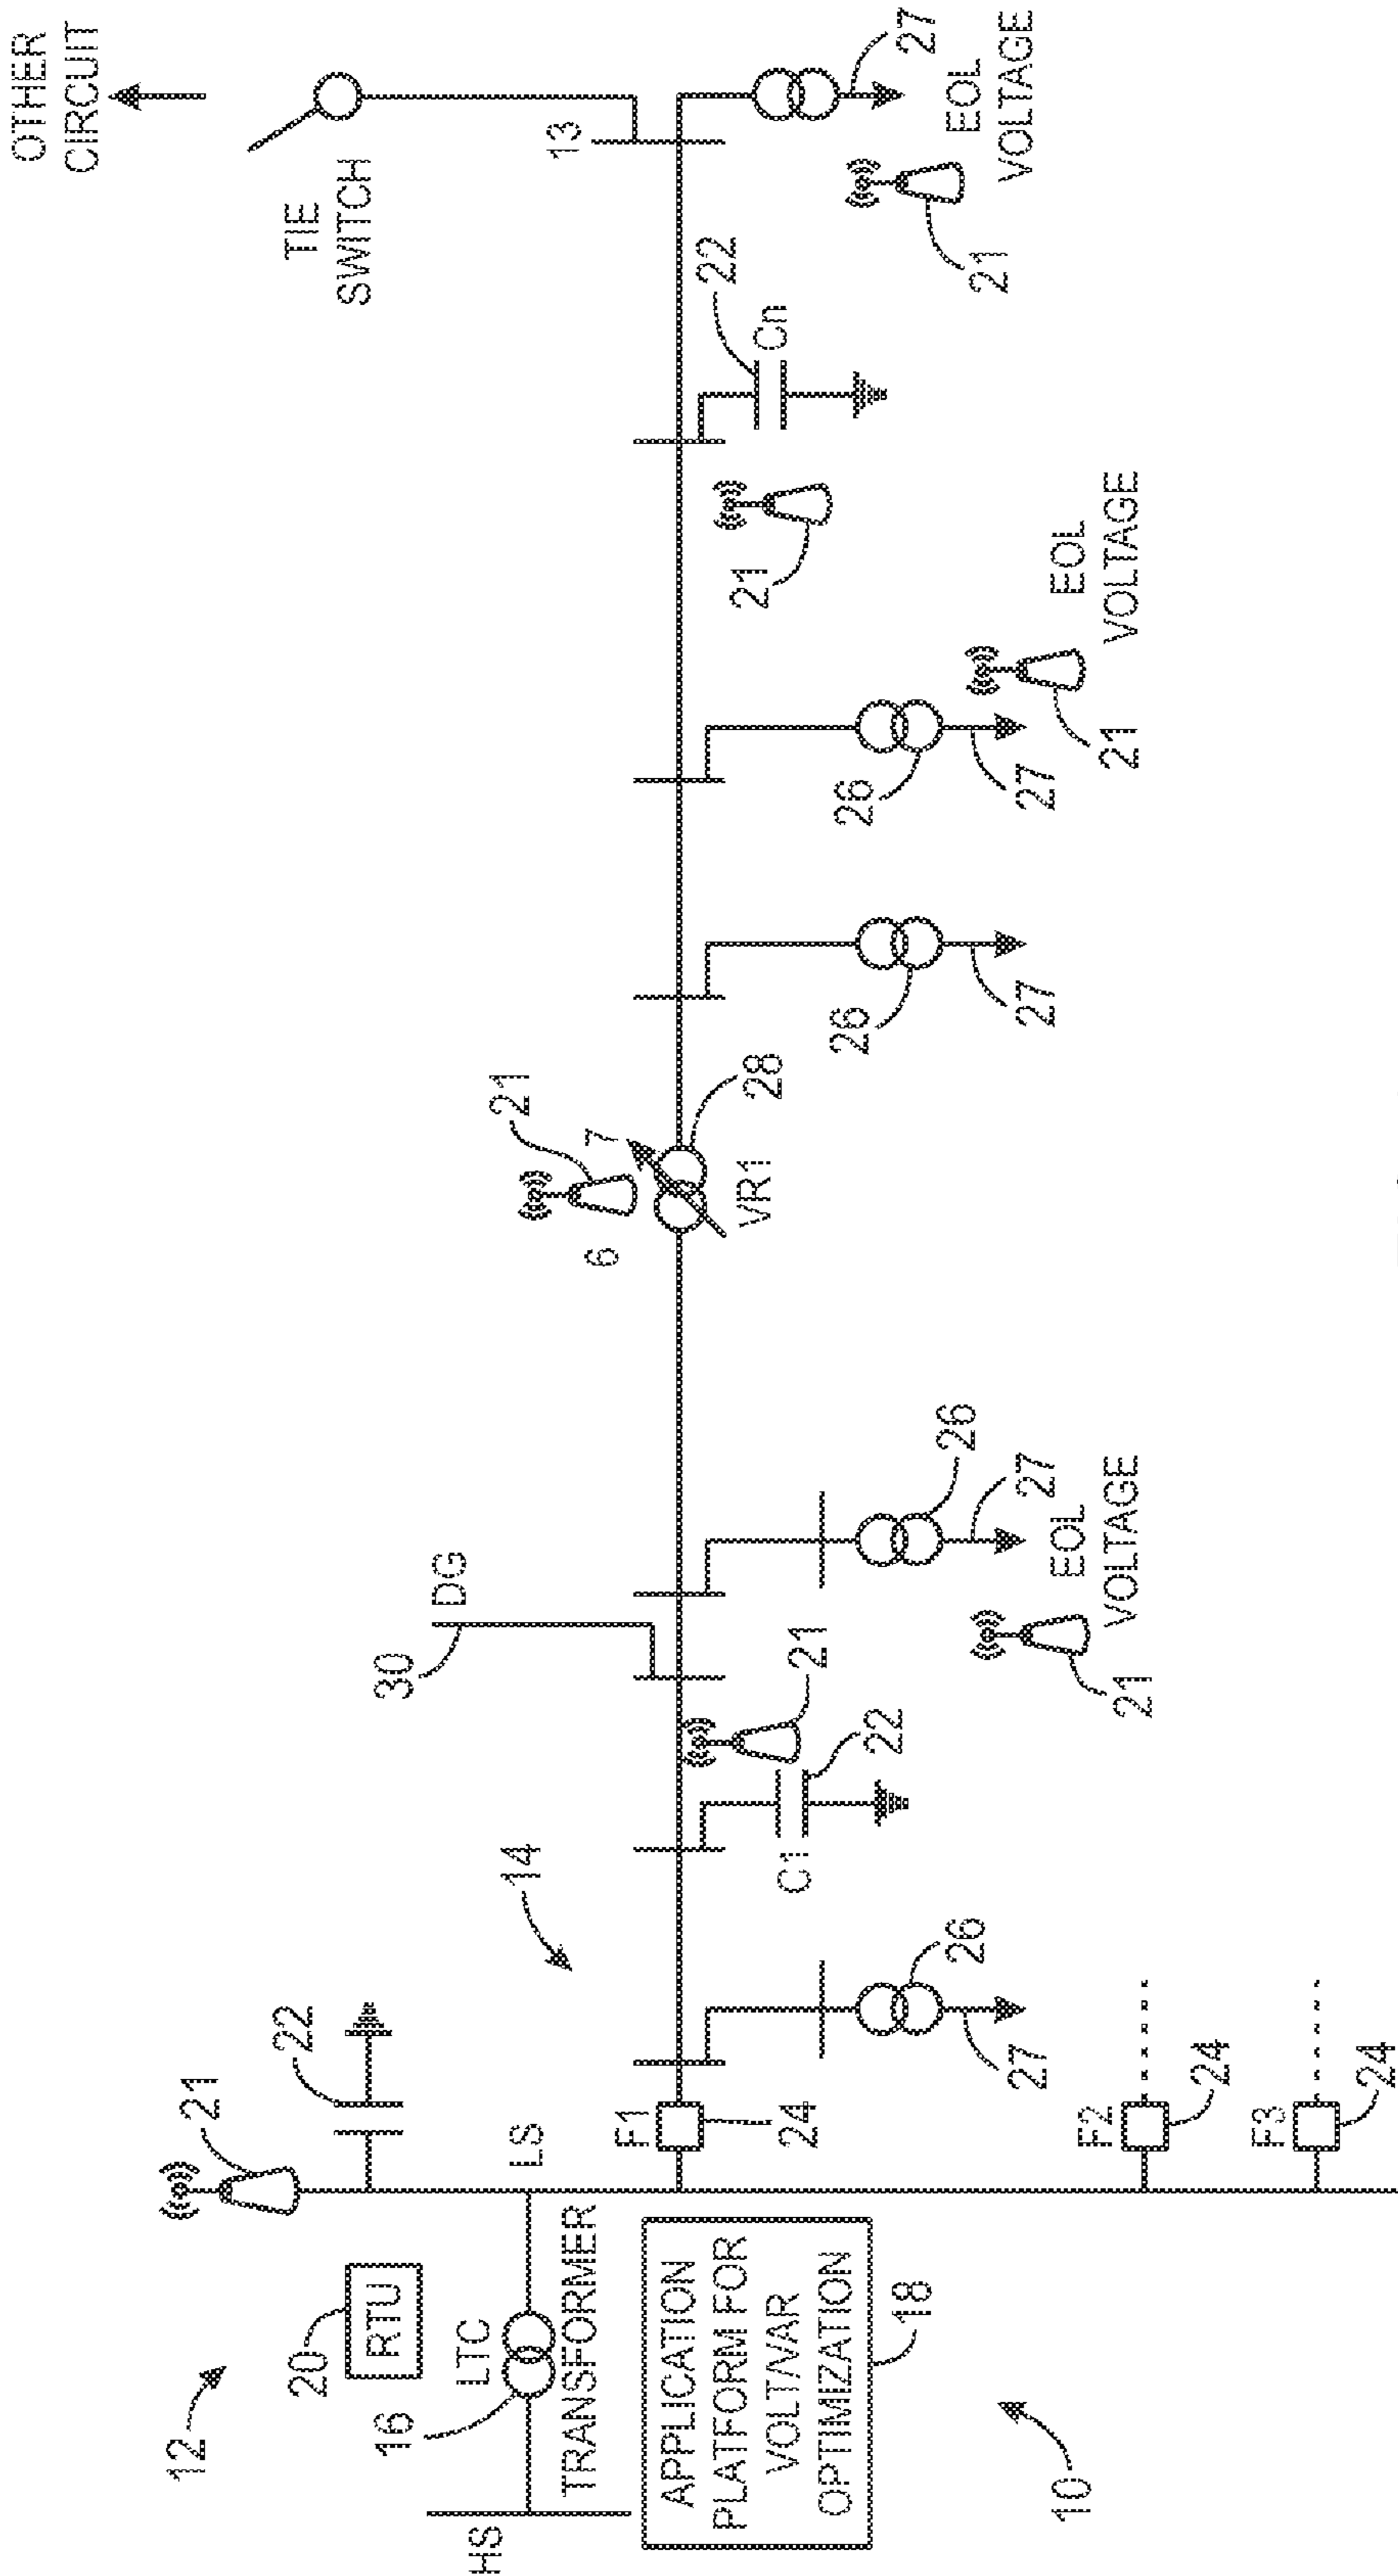 12
20
RTU
21
22
16
LTC
TRANSFORMER
HS
LS
APPLICATION
PLATFORM FOR
VOLT/VAR
OPTIMIZATION
18
10
14
F1
24
F2
24
F3
24
26
27
C1
22
21
30
DG
26
27
EOL
VOLTAGE
21
6
21
7
VR1
28
26
27
26
27
EOL
VOLTAGE
21
21
Cn
22
13
TIE
SWITCH
OTHER
CIRCUIT
27
EOL
VOLTAGE
21